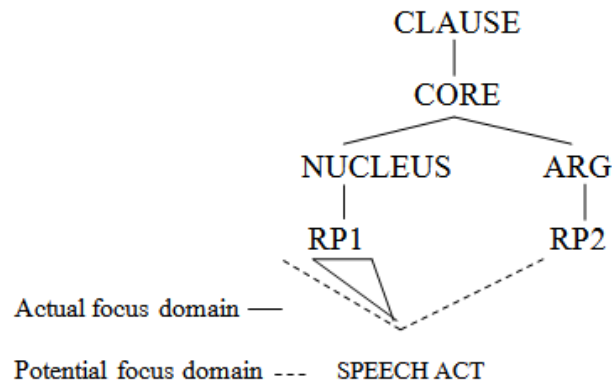 CLAUSE
CORE
NUCLEUS ARG
RP1 RP2
Actual focus domain —
Potential focus domain --- SPEECH ACT